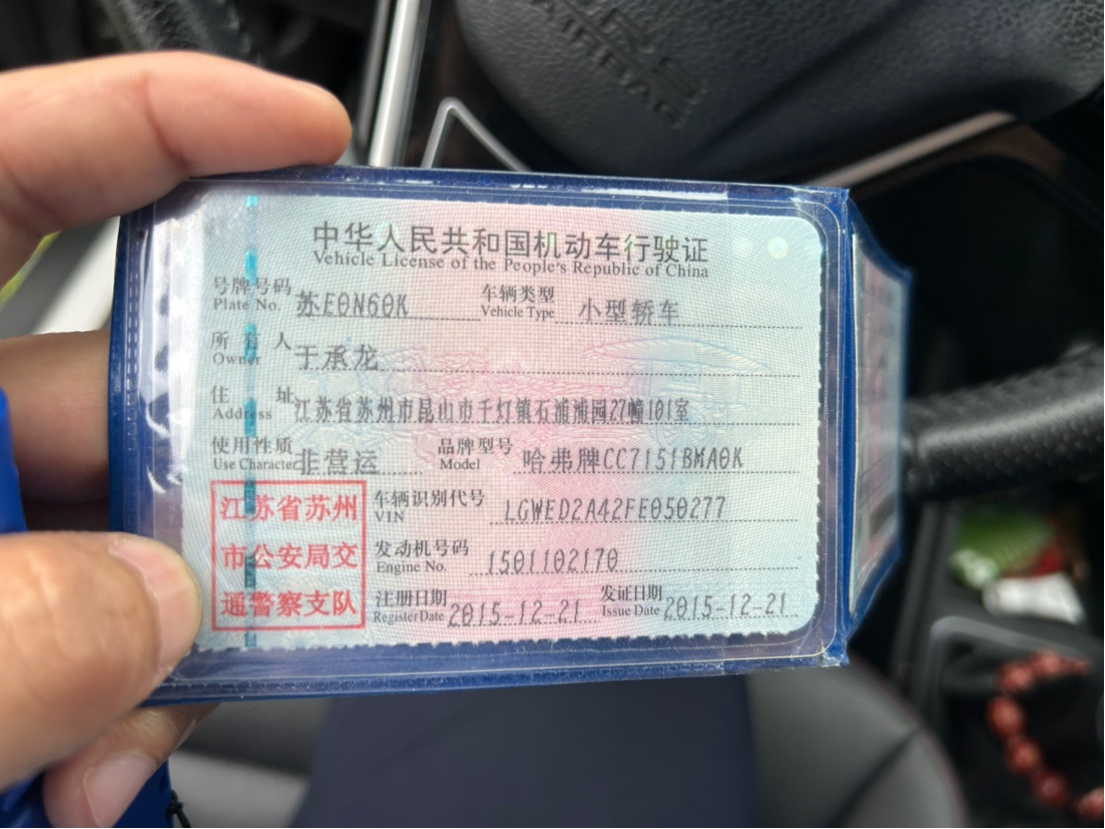 中华人民共和国机动车行驶证
Vehicle License of the People's Republic of China
号牌号码 苏E0N60K 车辆类型 小型轿车
Plate No. Vehicle Type
所有人 于承龙
Owner
住址 江苏省苏州市昆山市千灯镇石浦浦园27幢101室
Address
使用性质 非营运 品牌型号 哈弗牌CC7151BMA0K
Use Character Model
江苏省苏州
市公安局交
通警察支队
车辆识别代号 LGWED2A42FE050277
VIN
发动机号码 1501102170
Engine No.
注册日期 2015-12-21 发证日期 2015-12-21
Register Date Issue Date
SRS
AIRBAG